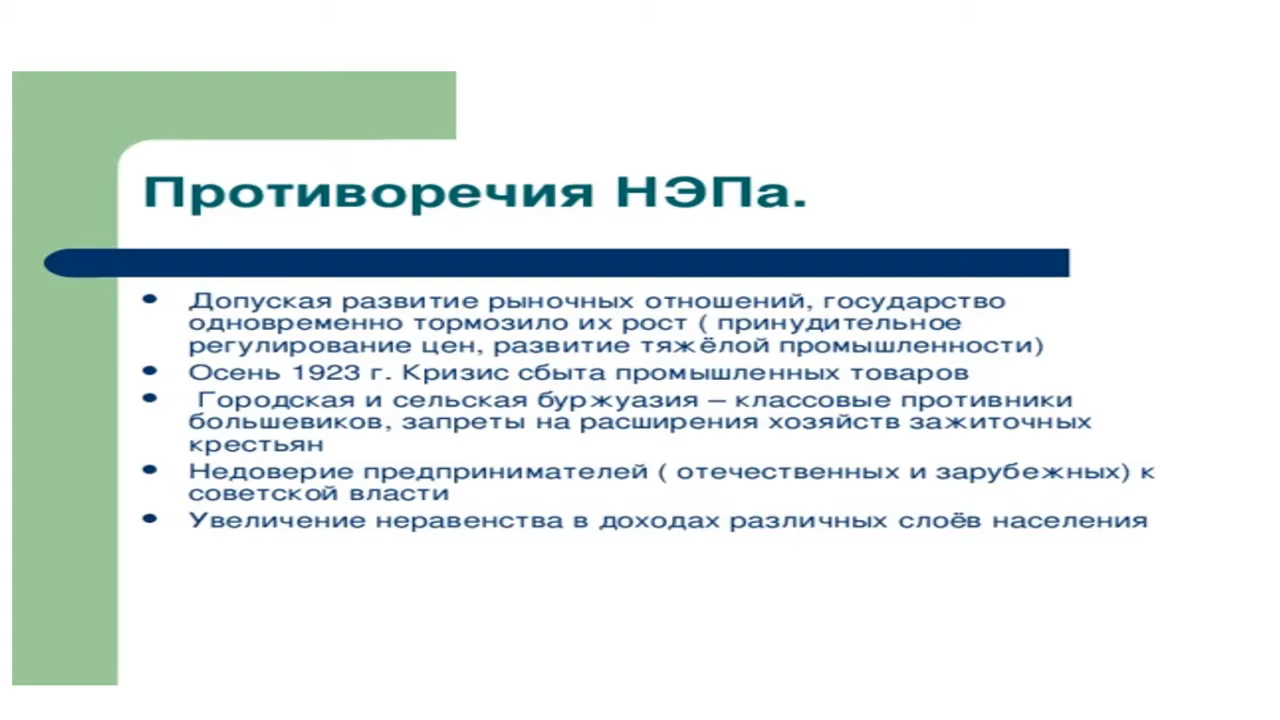 Противоречия НЭПа.
• Допуская развитие рыночных отношений, государство
одновременно тормозило их рост ( принудительное
регулирование цен, развитие тяжёлой промышленности)
• Осень 1923 г. Кризис сбыта промышленных товаров
• Городская и сельская буржуазия – классовые противники
большевиков, запреты на расширения хозяйств зажиточных
крестьян
• Недоверие предпринимателей ( отечественных и зарубежных) к
советской власти
• Увеличение неравенства в доходах различных слоёв населения